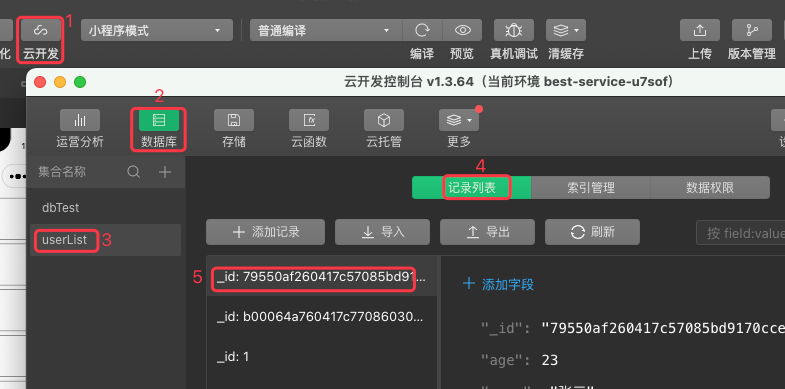 1
化
云开发
小程序模式
普通编译
编译
预览
真机调试
清缓存
上传
版本管理
云开发控制台 v1.3.64（当前环境 best-service-u7sof）
2
运营分析
数据库
存储
云函数
云托管
更多
集合名称
dbTest
userList
3
4
记录列表
索引管理
数据权限
添加记录
导入
导出
刷新
按 field:value
5
_id: 79550af260417c57085bd91...
_id: b00064a760417c77086030...
_id: 1
添加字段
"_id": "79550af260417c57085bd9170cce
"age": 23